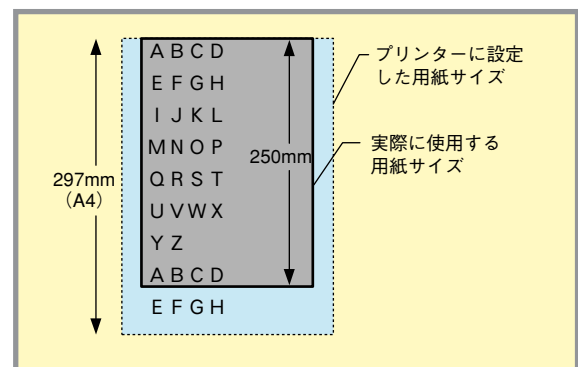 A B C D
E F G H
I J K L
M N O P
Q R S T
U V W X
Y Z
A B C D
E F G H
250mm
297mm
（A4）
プリンターに設定
した用紙サイズ
実際に使用する
用紙サイズ